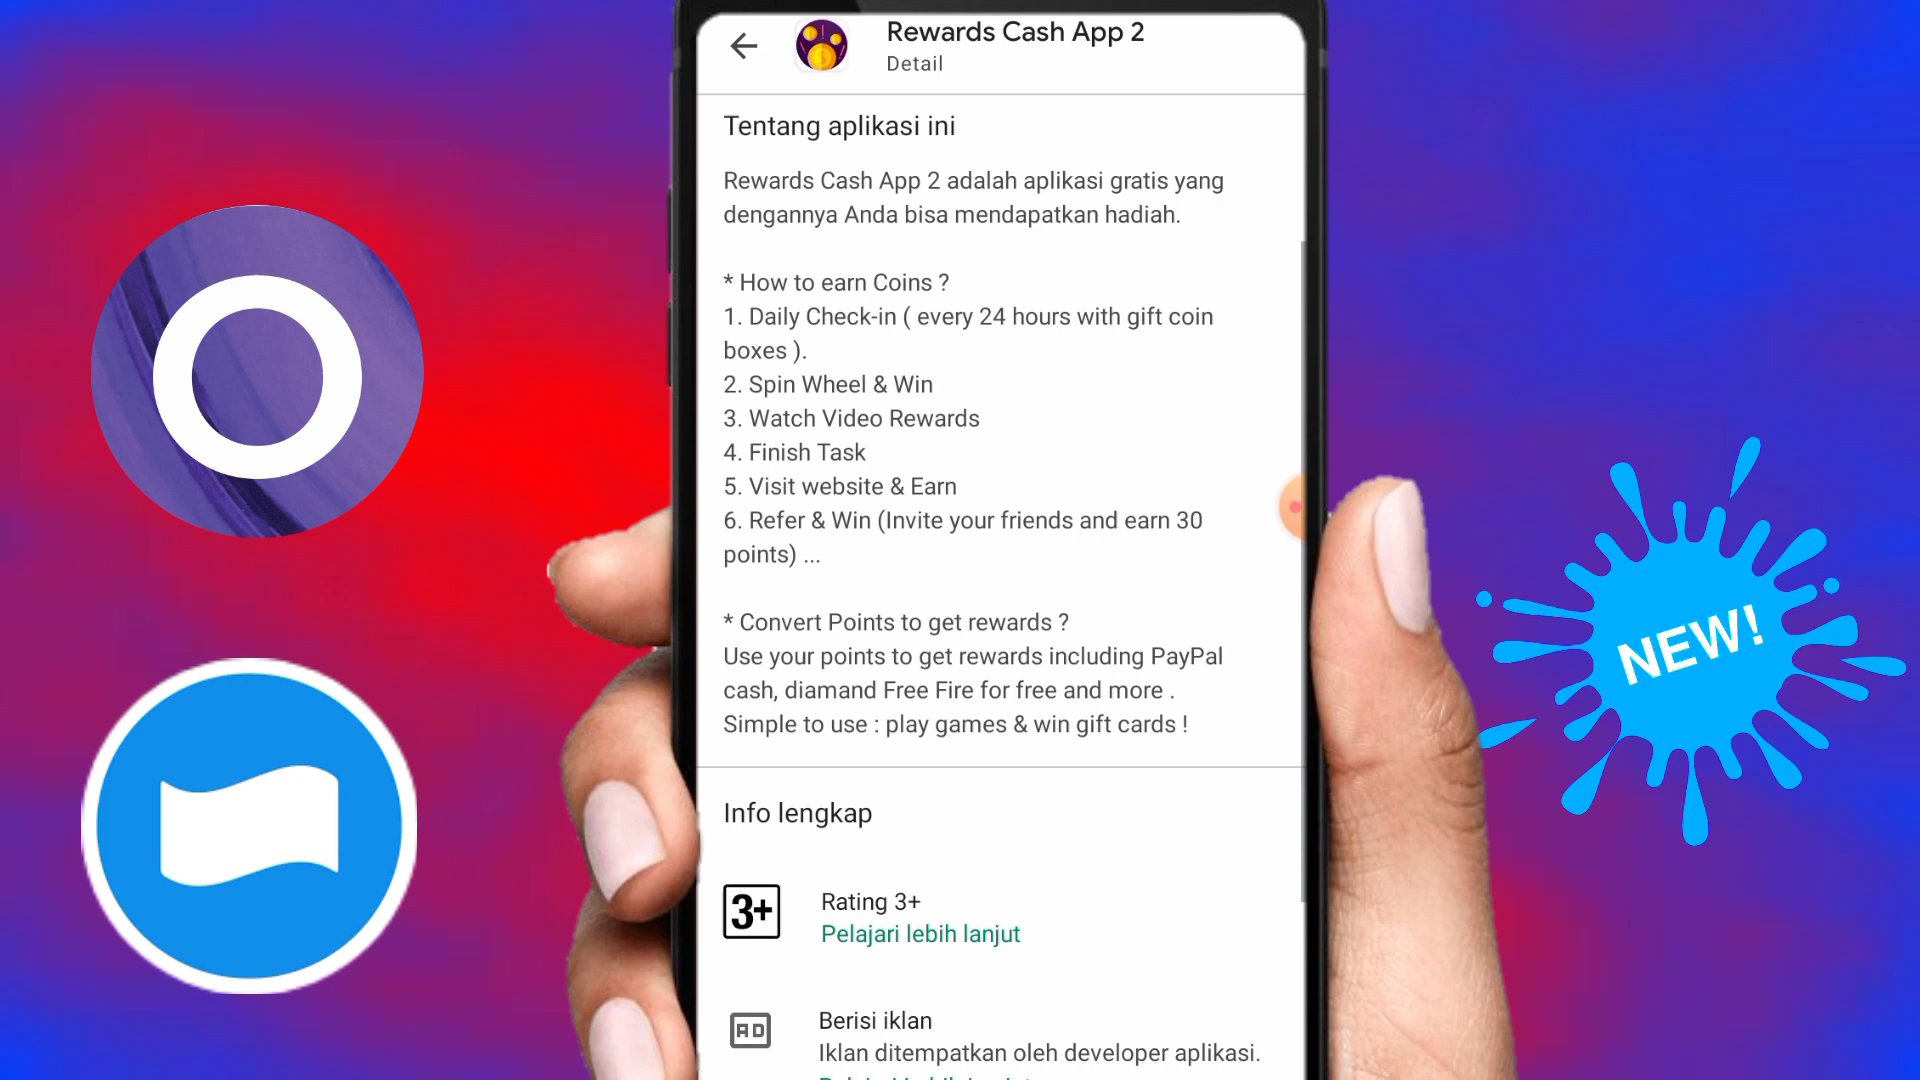 Rewards Cash App 2
Detail
Tentang aplikasi ini
Rewards Cash App 2 adalah aplikasi gratis yang
dengannya Anda bisa mendapatkan hadiah.
* How to earn Coins ?
1. Daily Check-in ( every 24 hours with gift coin
boxes ).
2. Spin Wheel & Win
3. Watch Video Rewards
4. Finish Task
5. Visit website & Earn
6. Refer & Win (Invite your friends and earn 30
points) ...
* Convert Points to get rewards ?
Use your points to get rewards including PayPal
cash, diamand Free Fire for free and more .
Simple to use : play games & win gift cards !
NEW!
Info lengkap
3+
Rating 3+
Pelajari lebih lanjut
AD
Berisi iklan
Iklan ditempatkan oleh developer aplikasi.